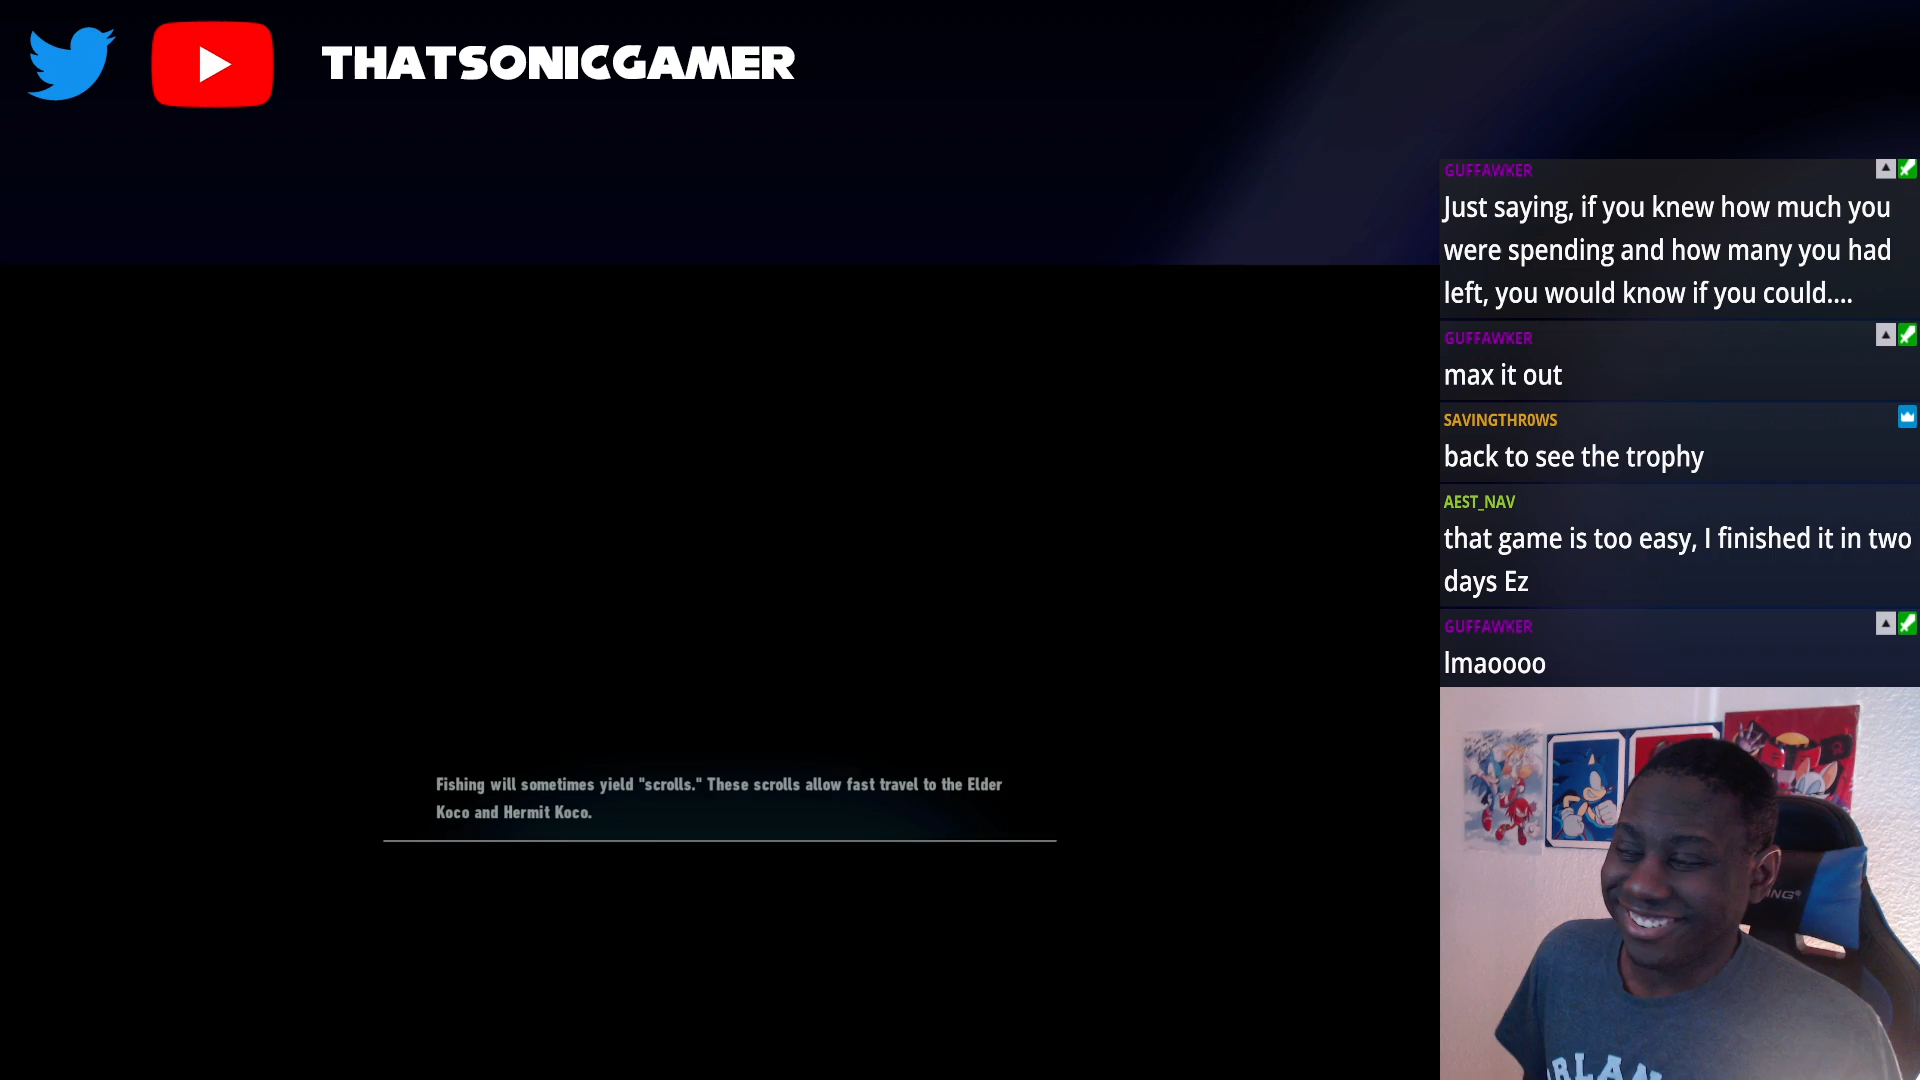 THATSONICGAMER
GUFFAWKER
Just saying, if you knew how much you
were spending and how many you had
left, you would know if you could....
GUFFAWKER
max it out
SAVINGTHR0WS
back to see the trophy
AEST_NAV
that game is too easy, I finished it in two
days Ez
GUFFAWKER
lmaoooo
Fishing will sometimes yield "scrolls." These scrolls allow fast travel to the Elder
Koco and Hermit Koco.